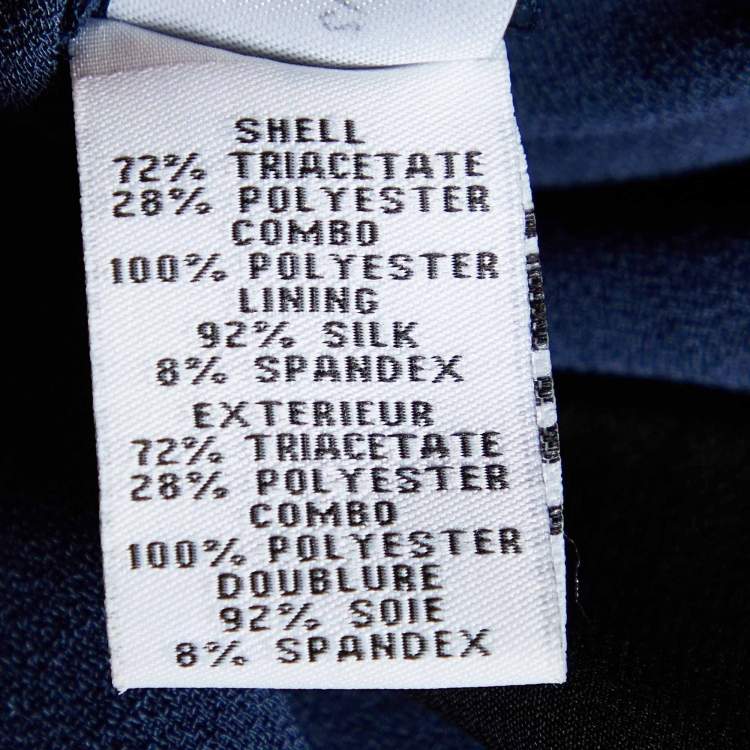 SHELL
72% TRIACETATE
28% POLYESTER
COMBO
100% POLYESTER
LINING
92% SILK
8% SPANDEX
EXTERIEUR
72% TRIACETATE
28% POLYESTER
COMBO
100% POLYESTER
DOUBLURE
92% SOIE
8% SPANDEX